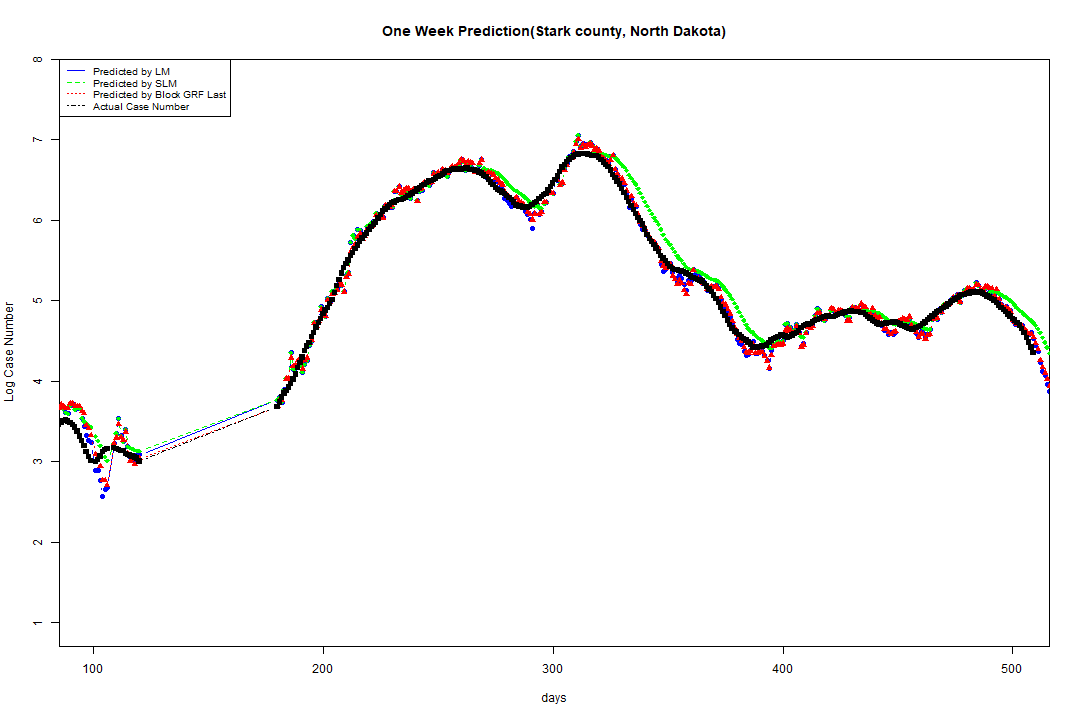 One Week Prediction(Stark county, North Dakota)
Predicted by LM
Predicted by SLM
Predicted by Block GRF Last
Actual Case Number
8
7
6
5
4
3
2
1
Log Case Number
100 200 300 400 500
days